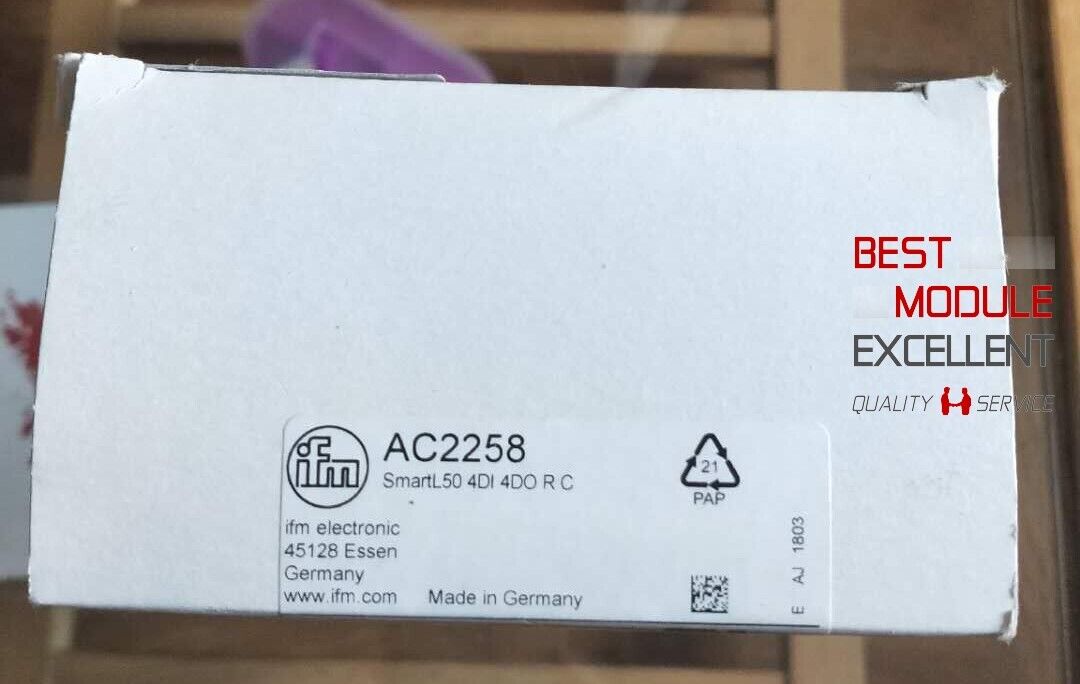 BEST
MODULE
EXCELLENT
QUALITY SERVICE
ifm
AC2258
SmartL50 4DI 4DO R C
21
PAP
ifm electronic
45128 Essen
Germany
www.ifm.com
Made in Germany
E AJ 1803